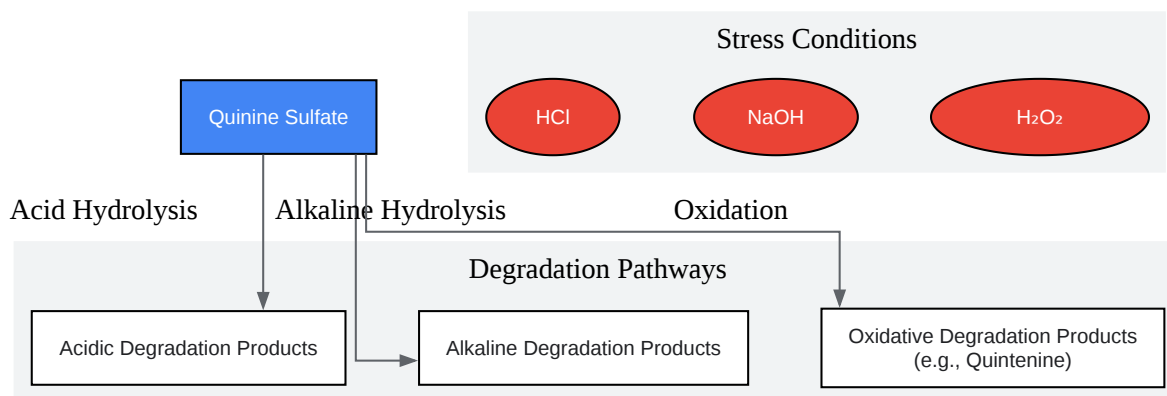 Stress Conditions
Quinine Sulfate
HCl
NaOH
H₂O₂
Acid Hydrolysis
Alkaline Hydrolysis
Oxidation
Degradation Pathways
Acidic Degradation Products
Alkaline Degradation Products
Oxidative Degradation Products
(e.g., Quintenine)